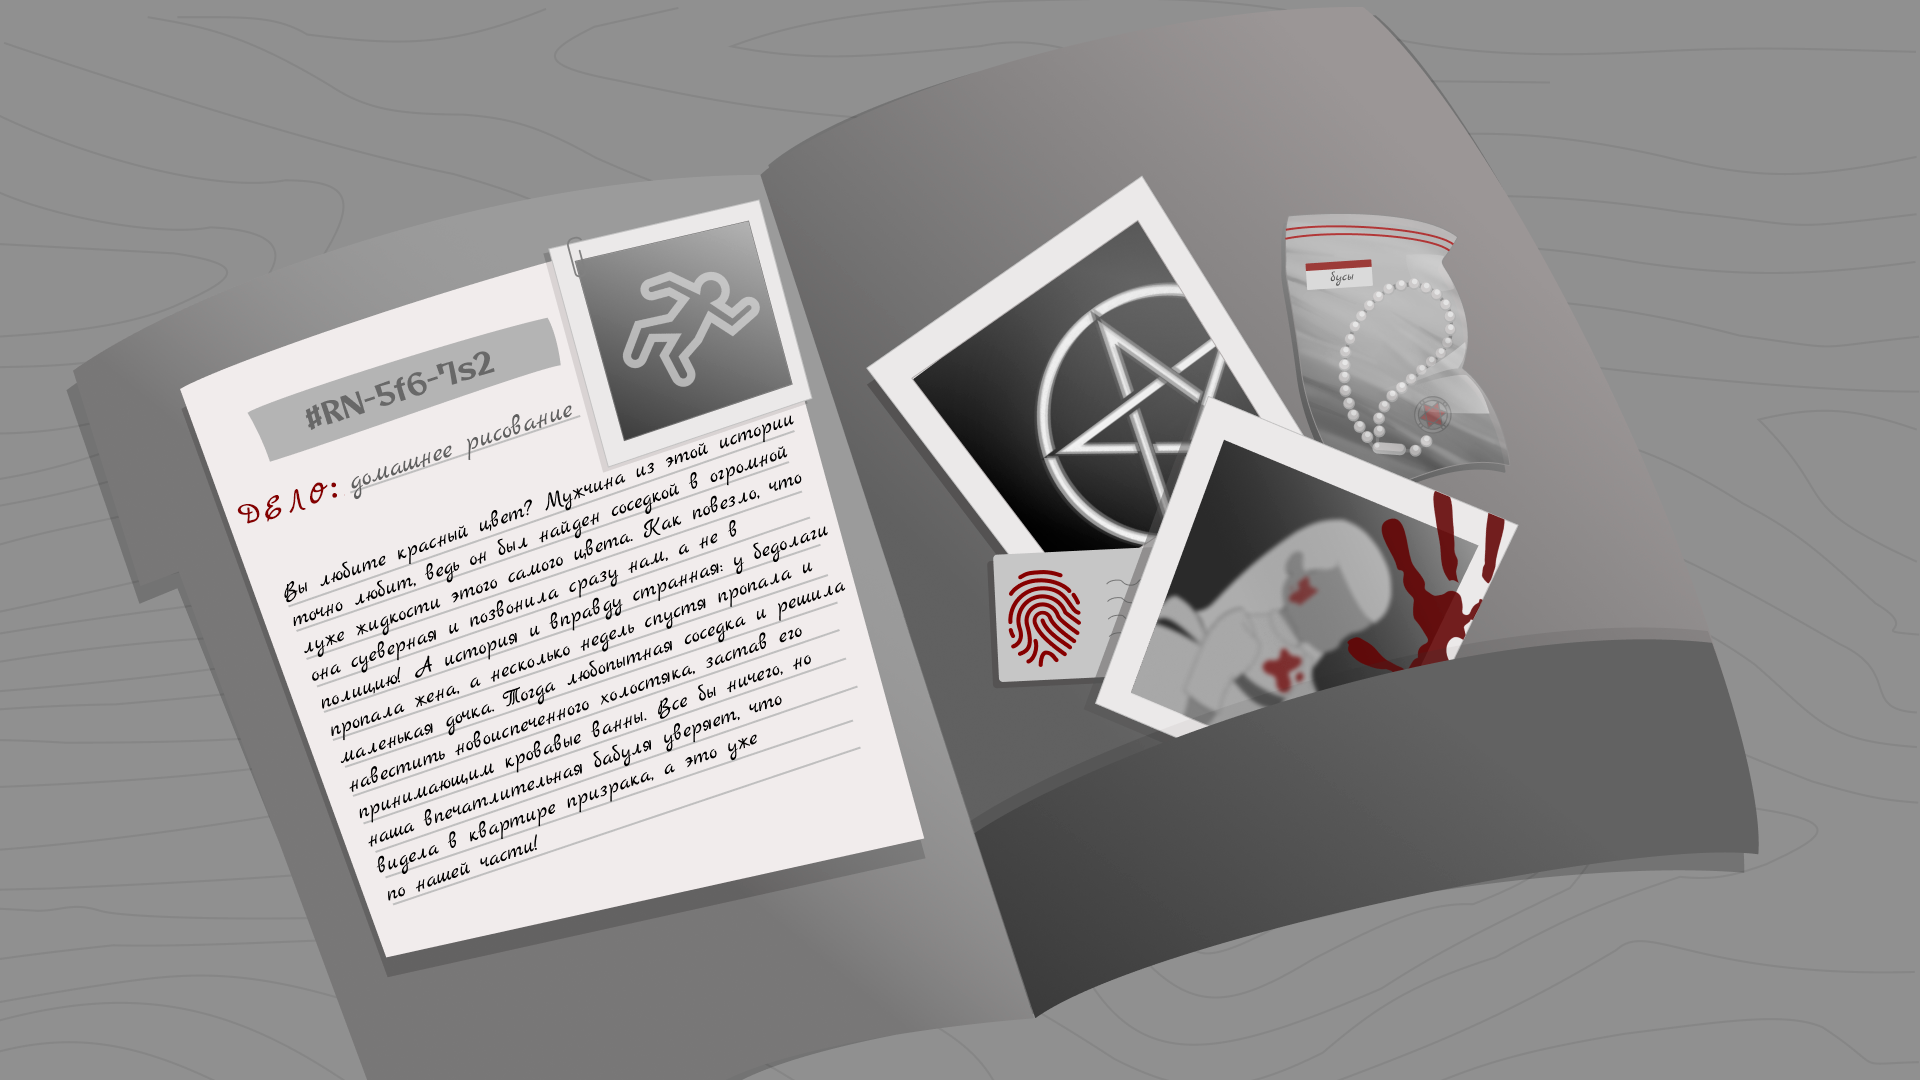 #RN-5f6-7s2
ДЕЛО: домашнее рисование
Вы любите красный цвет? Мужчина из этой истории
точно любит, ведь он был найден соседкой в огромной
луже жидкости этого самого цвета. Как повезло, что
она суеверная и позвонила сразу нам, а не в
полицию! А история и вправду странная: у бедолаги
пропала жена, а несколько недель спустя пропала и
маленькая дочка. Тогда любопытная соседка и решила
навестить новоиспеченного холостяка, застав его
принимающим кровавые ванны. Все бы ничего, но
наша впечатлительная бабуля уверяет, что
видела в квартире призрака, а это уже
по нашей части!
бусы